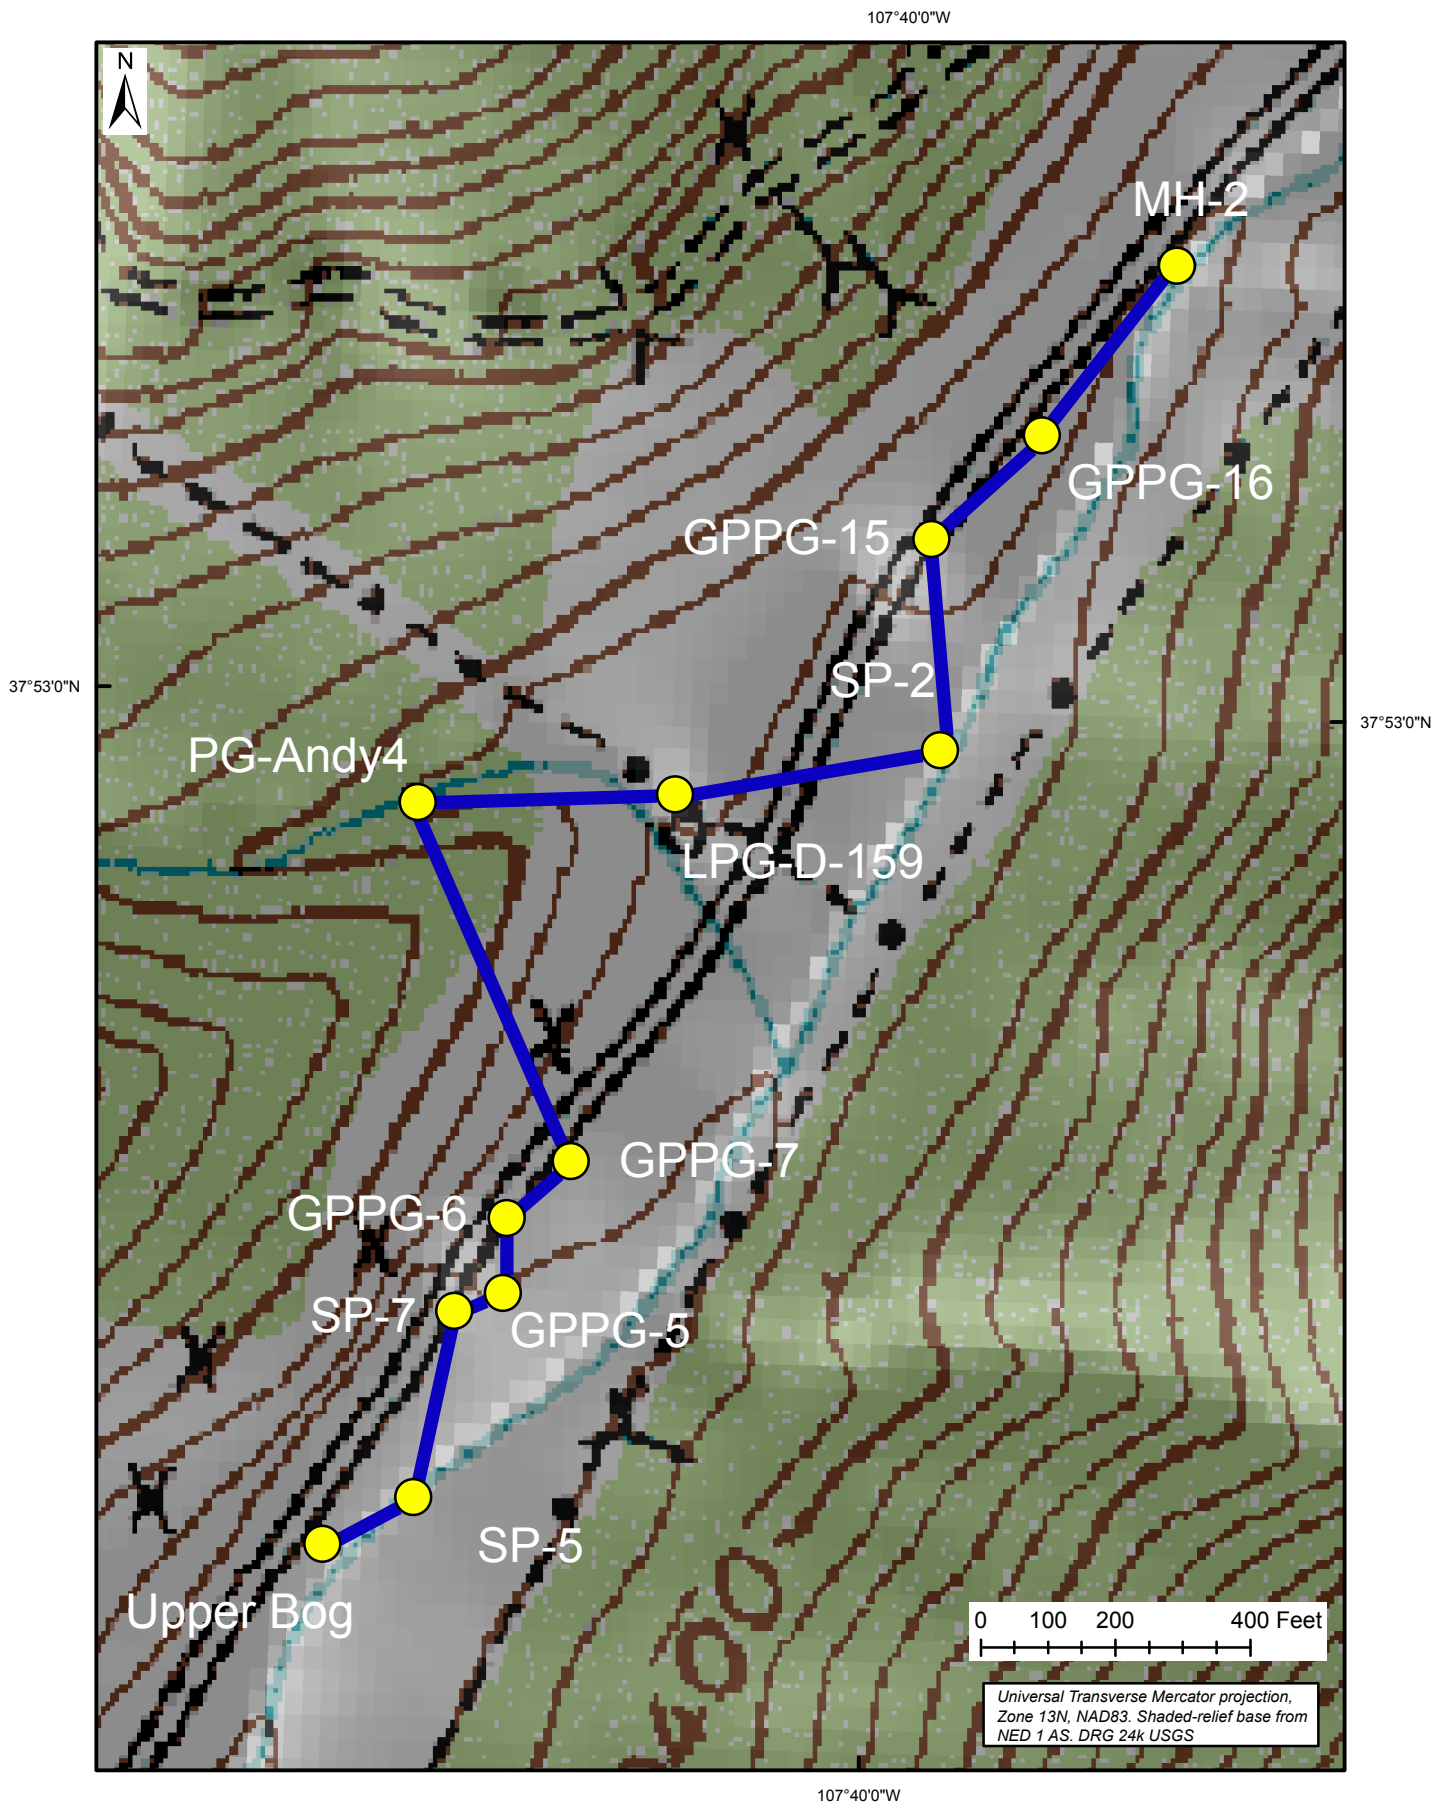 107°40'0"W
N
MH-2
GPPG-16
GPPG-15
SP-2
37°53'0"N
37°53'0"N
PG-Andy4
LPG-D-159
GPPG-7
GPPG-6
SP-7
GPPG-5
SP-5
Upper Bog
400
0 100 200 400 Feet
Universal Transverse Mercator projection,
Zone 13N, NAD83. Shaded-relief base from
NED 1 AS. DRG 24k USGS
107°40'0"W